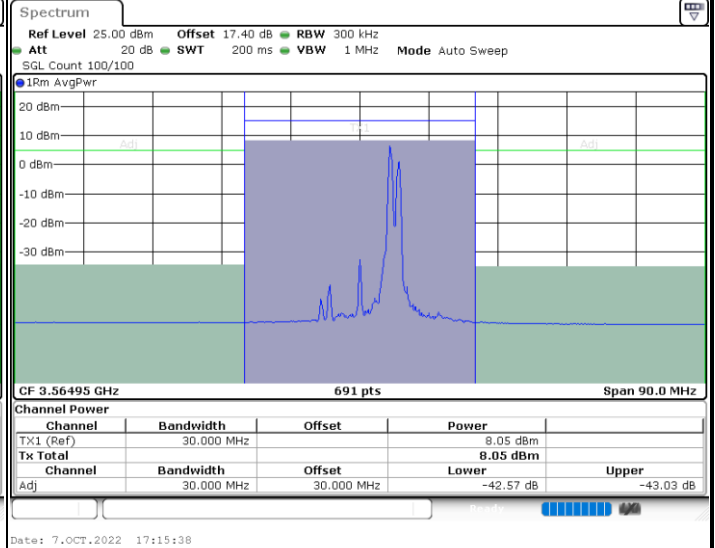 Spectrum
Ref Level 25.00 dBm Offset 17.40 dB RBW 300 kHz
Att 20 dB SWT 200 ms VBW 1 MHz Mode Auto Sweep
SGL Count 100/100
1Rm AvgPwr
20 dBm
TX1
10 dBm
Adj Adj
0 dBm
-10 dBm
-20 dBm
-30 dBm
CF 3.56495 GHz 691 pts Span 90.0 MHz
Channel Power
Channel Bandwidth Offset Power
TX1 (Ref) 30.000 MHz 8.05 dBm
Tx Total 8.05 dBm
Channel Bandwidth Offset Lower Upper
Adj 30.000 MHz 30.000 MHz -42.57 dB -43.03 dB
Ready
Date: 7.OCT.2022 17:15:38